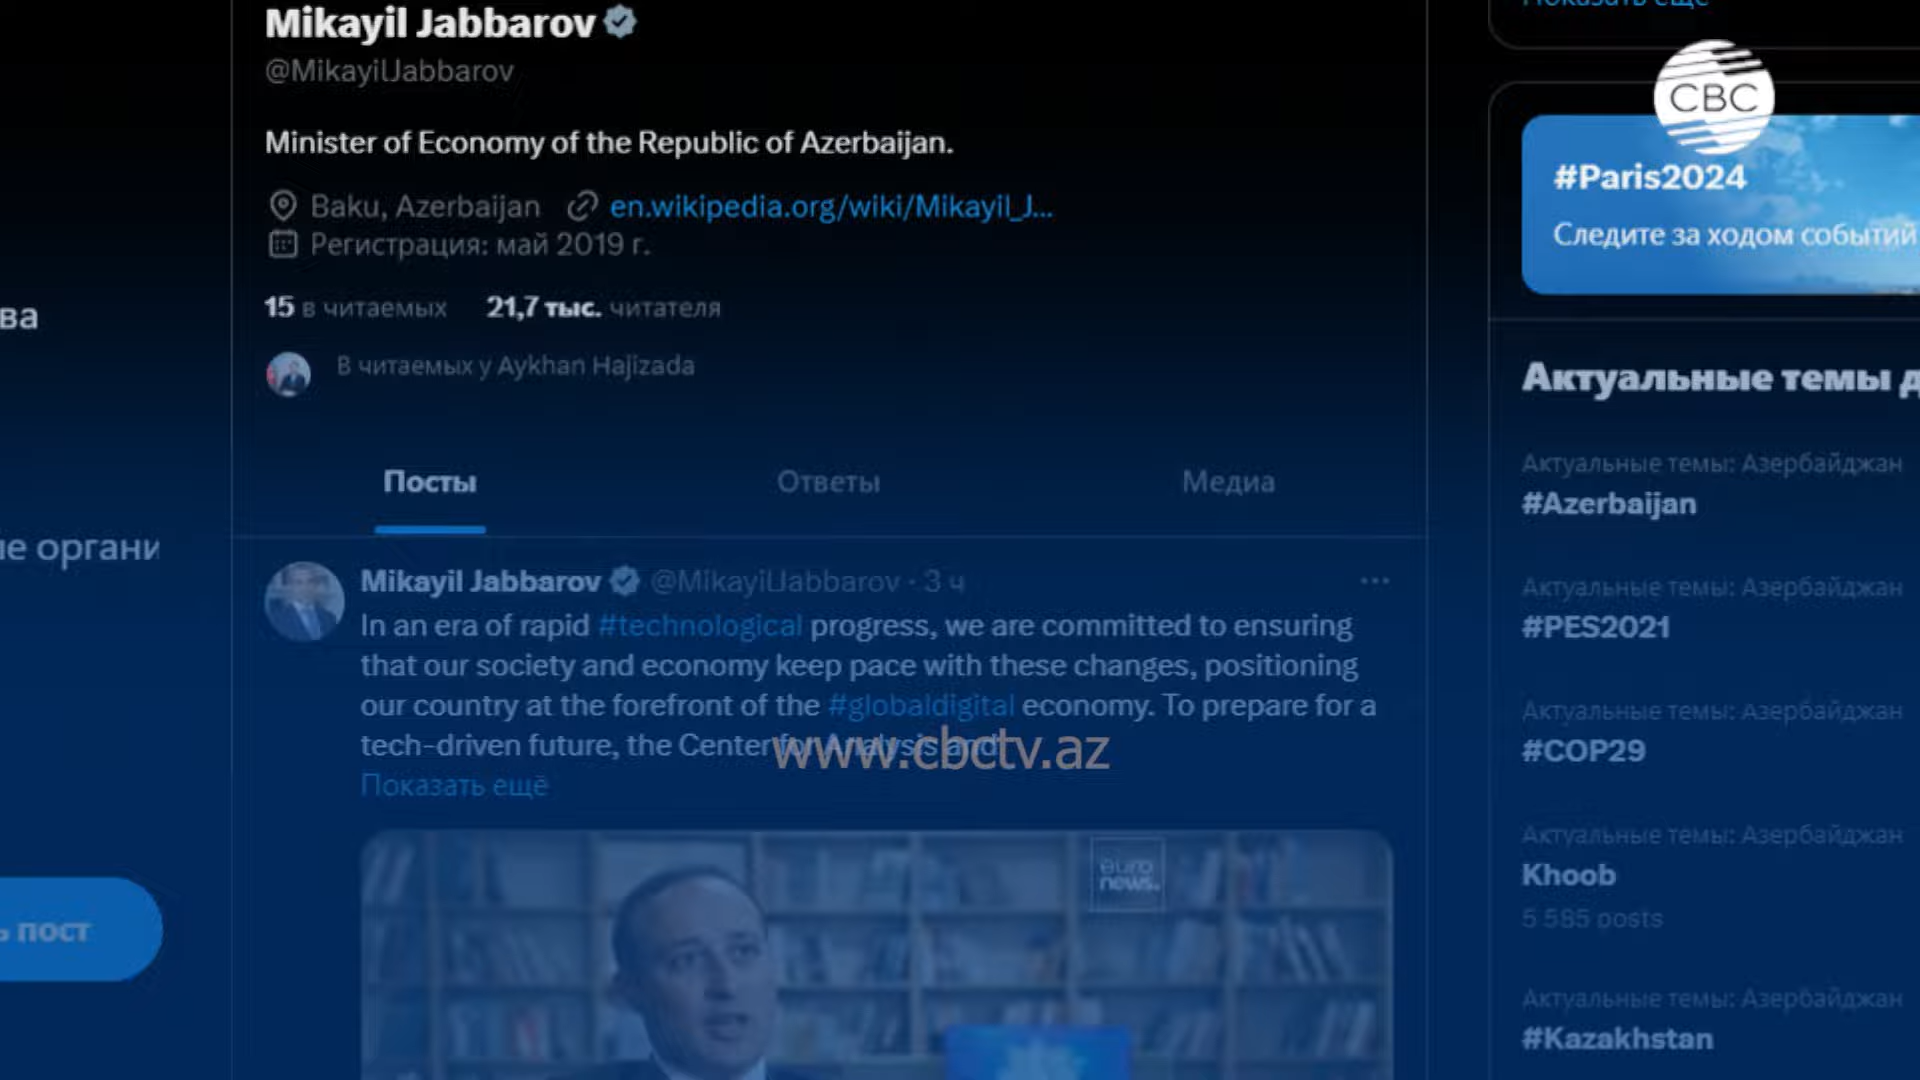 Mikayil Jabbarov
@MikayilJabbarov
Minister of Economy of the Republic of Azerbaijan.
Baku, Azerbaijan en.wikipedia.org/wiki/Mikayil_J...
Регистрация: май 2019 г.
15 в читаемых 21,7 тыс. читателя
В читаемых у Aykhan Hajizada
Посты Ответы Медиа
Mikayil Jabbarov @MikayilJabbarov · 3 ч
In an era of rapid #technological progress, we are committed to ensuring
that our society and economy keep pace with these changes, positioning
our country at the forefront of the #globaldigital economy. To prepare for a
tech-driven future, the Center for Analysis and
Показать ещё
www.cbctv.az
euro
news.
ва
ые органи
ь пост
Показать ещё
CBC
#Paris2024
Следите за ходом событий
Актуальные темы д
Актуальные темы: Азербайджан
#Azerbaijan
Актуальные темы: Азербайджан
#PES2021
Актуальные темы: Азербайджан
#COP29
Актуальные темы: Азербайджан
Khoob
5 585 posts
Актуальные темы: Азербайджан
#Kazakhstan